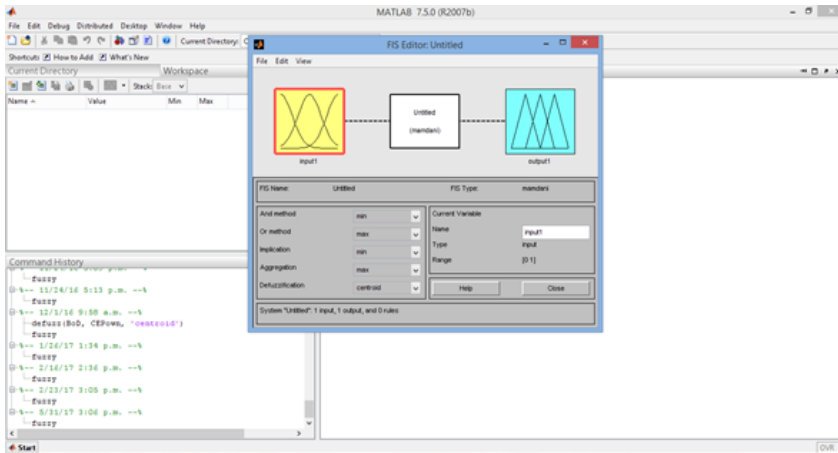 MATLAB 7.5.0 (R2007b)
File Edit Debug Distributed Desktop Window Help
Current Directory: C
Shortcuts How to Add What's New
Current Directory Workspace
Stack: Base
Name Value Min Max
FIS Editor: Untitled
File Edit View
Untitled
(mamdani)
input1
output1
FIS Name: Untitled FIS Type: mamdani
And method min
Or method max
Implication min
Aggregation max
Defuzzification centroid
Current Variable
Name input1
Type input
Range [0 1]
Help Close
System "Untitled": 1 input, 1 output, and 0 rules
Command History
fuzzy
%-- 11/24/16 5:13 p.m. --%
fuzzy
%-- 12/1/16 9:58 a.m. --%
defuzz(BoD, CEPown, 'centroid')
fuzzy
%-- 1/26/17 1:34 p.m. --%
fuzzy
%-- 2/16/17 2:36 p.m. --%
fuzzy
%-- 2/23/17 3:05 p.m. --%
fuzzy
%-- 5/31/17 3:06 p.m. --%
fuzzy
Start
OVR